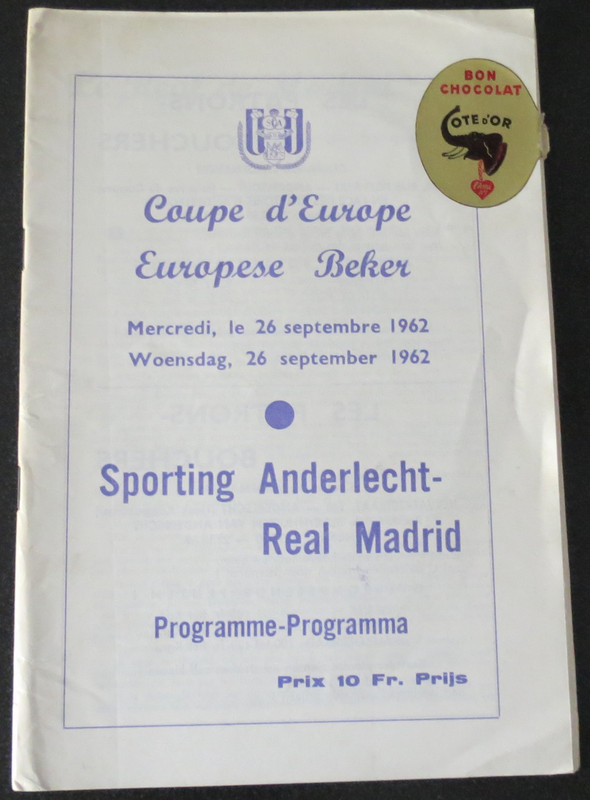 BON
CHOCOLAT
COTE d'OR
Coupe d'Europe
Europese Beker
Mercredi, le 26 septembre 1962
Woensdag, 26 september 1962
Sporting Anderlecht-
Real Madrid
Programme-Programma
Prix 10 Fr. Prijs